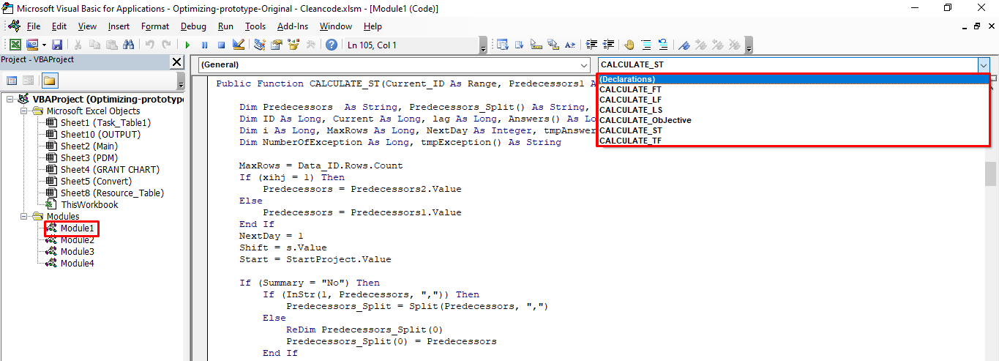 Microsoft Visual Basic for Applications - Optimizing-prototype-Original - Cleancode.xlsm - [Module1 (Code)]
File Edit View Insert Format Debug Run Tools Add-Ins Window Help
Ln 105, Col 1
Project - VBAProject
(General)
CALCULATE_ST
(Declarations)
CALCULATE_FT
CALCULATE_LF
CALCULATE_LS
CALCULATE_ObJective
CALCULATE_ST
CALCULATE_TF
VBAProject (Optimizing-prototype
Microsoft Excel Objects
Sheet1 (Task_Table1)
Sheet10 (OUTPUT)
Sheet2 (Main)
Sheet3 (PDM)
Sheet4 (GRANT CHART)
Sheet5 (Convert)
Sheet8 (Resource_Table)
ThisWorkbook
Modules
Module1
Module2
Module3
Module4
Public Function CALCULATE_ST(Current_ID As Range, Predecessors1 A
Dim Predecessors  As String, Predecessors_Split() As String,
Dim ID As Long, Current As Long, lag As Long, Answers() As Lo
Dim i As Long, MaxRows As Long, NextDay As Integer, tmpAnswer
Dim NumberOfException As Long, tmpException() As String
MaxRows = Data_ID.Rows.Count
If (xihj = 1) Then
Predecessors = Predecessors2.Value
Else
Predecessors = Predecessors1.Value
End If
NextDay = 1
Shift = s.Value
Start = StartProject.Value
If (Summary = "No") Then
If (InStr(1, Predecessors, ",")) Then
Predecessors_Split = Split(Predecessors, ",")
Else
ReDim Predecessors_Split(0)
Predecessors_Split(0) = Predecessors
End If